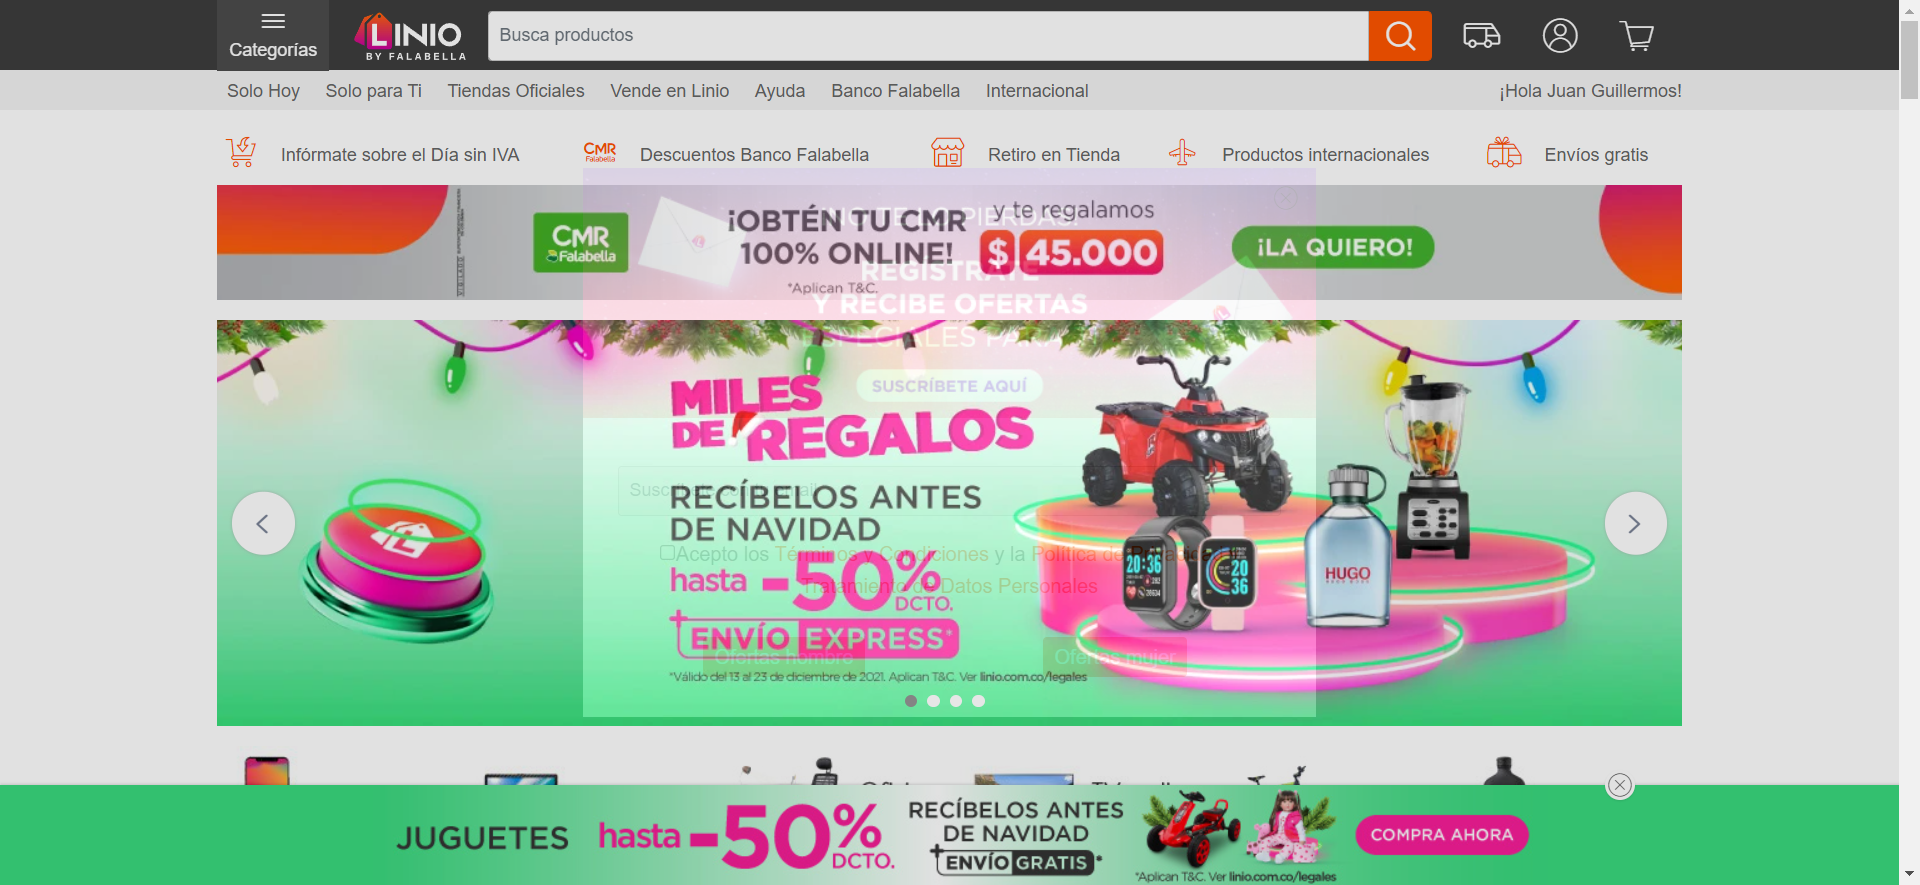 Categorías
LINIO
BY FALABELLA
Busca productos
Solo Hoy
Solo para Ti
Tiendas Oficiales
Vende en Linio
Ayuda
Banco Falabella
Internacional
¡Hola Juan Guillermos!
Infórmate sobre el Día sin IVA
CMR
Falabella
Descuentos Banco Falabella
Retiro en Tienda
Productos internacionales
Envíos gratis
VIGILADO
CMR
Falabella
¡OBTÉN TU CMR
100% ONLINE!
*Aplican T&C.
y te regalamos
$ 45.000
¡LA QUIERO!
¡NO TE LO PIERDAS!
REGÍSTRATE
Y RECIBE OFERTAS
ESPECIALES PARA
SUSCRÍBETE AQUÍ
MILES
DE REGALOS
RECÍBELOS ANTES
DE NAVIDAD
hasta -50%
DCTO.
+ENVÍO EXPRESS*
*Válido del 13 al 23 de diciembre de 2021. Aplican T&C. Ver linio.com.co/legales
Acepto los Términos y Condiciones y la Política de
Tratamiento de Datos Personales
Ofertas hombre
Ofertas mujer
20:36
20
36
HUGO
JUGUETES
hasta -50%
DCTO.
RECÍBELOS ANTES
DE NAVIDAD
+ENVÍO GRATIS*
*Aplican T&C. Ver linio.com.co/legales
COMPRA AHORA